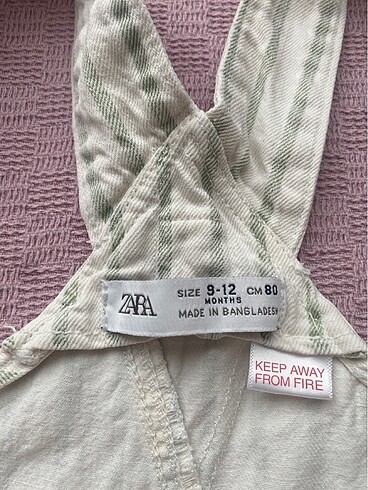 ZARA
SIZE 9-12 CM 80
MONTHS
MADE IN BANGLADESH
KEEP AWAY
FROM FIRE